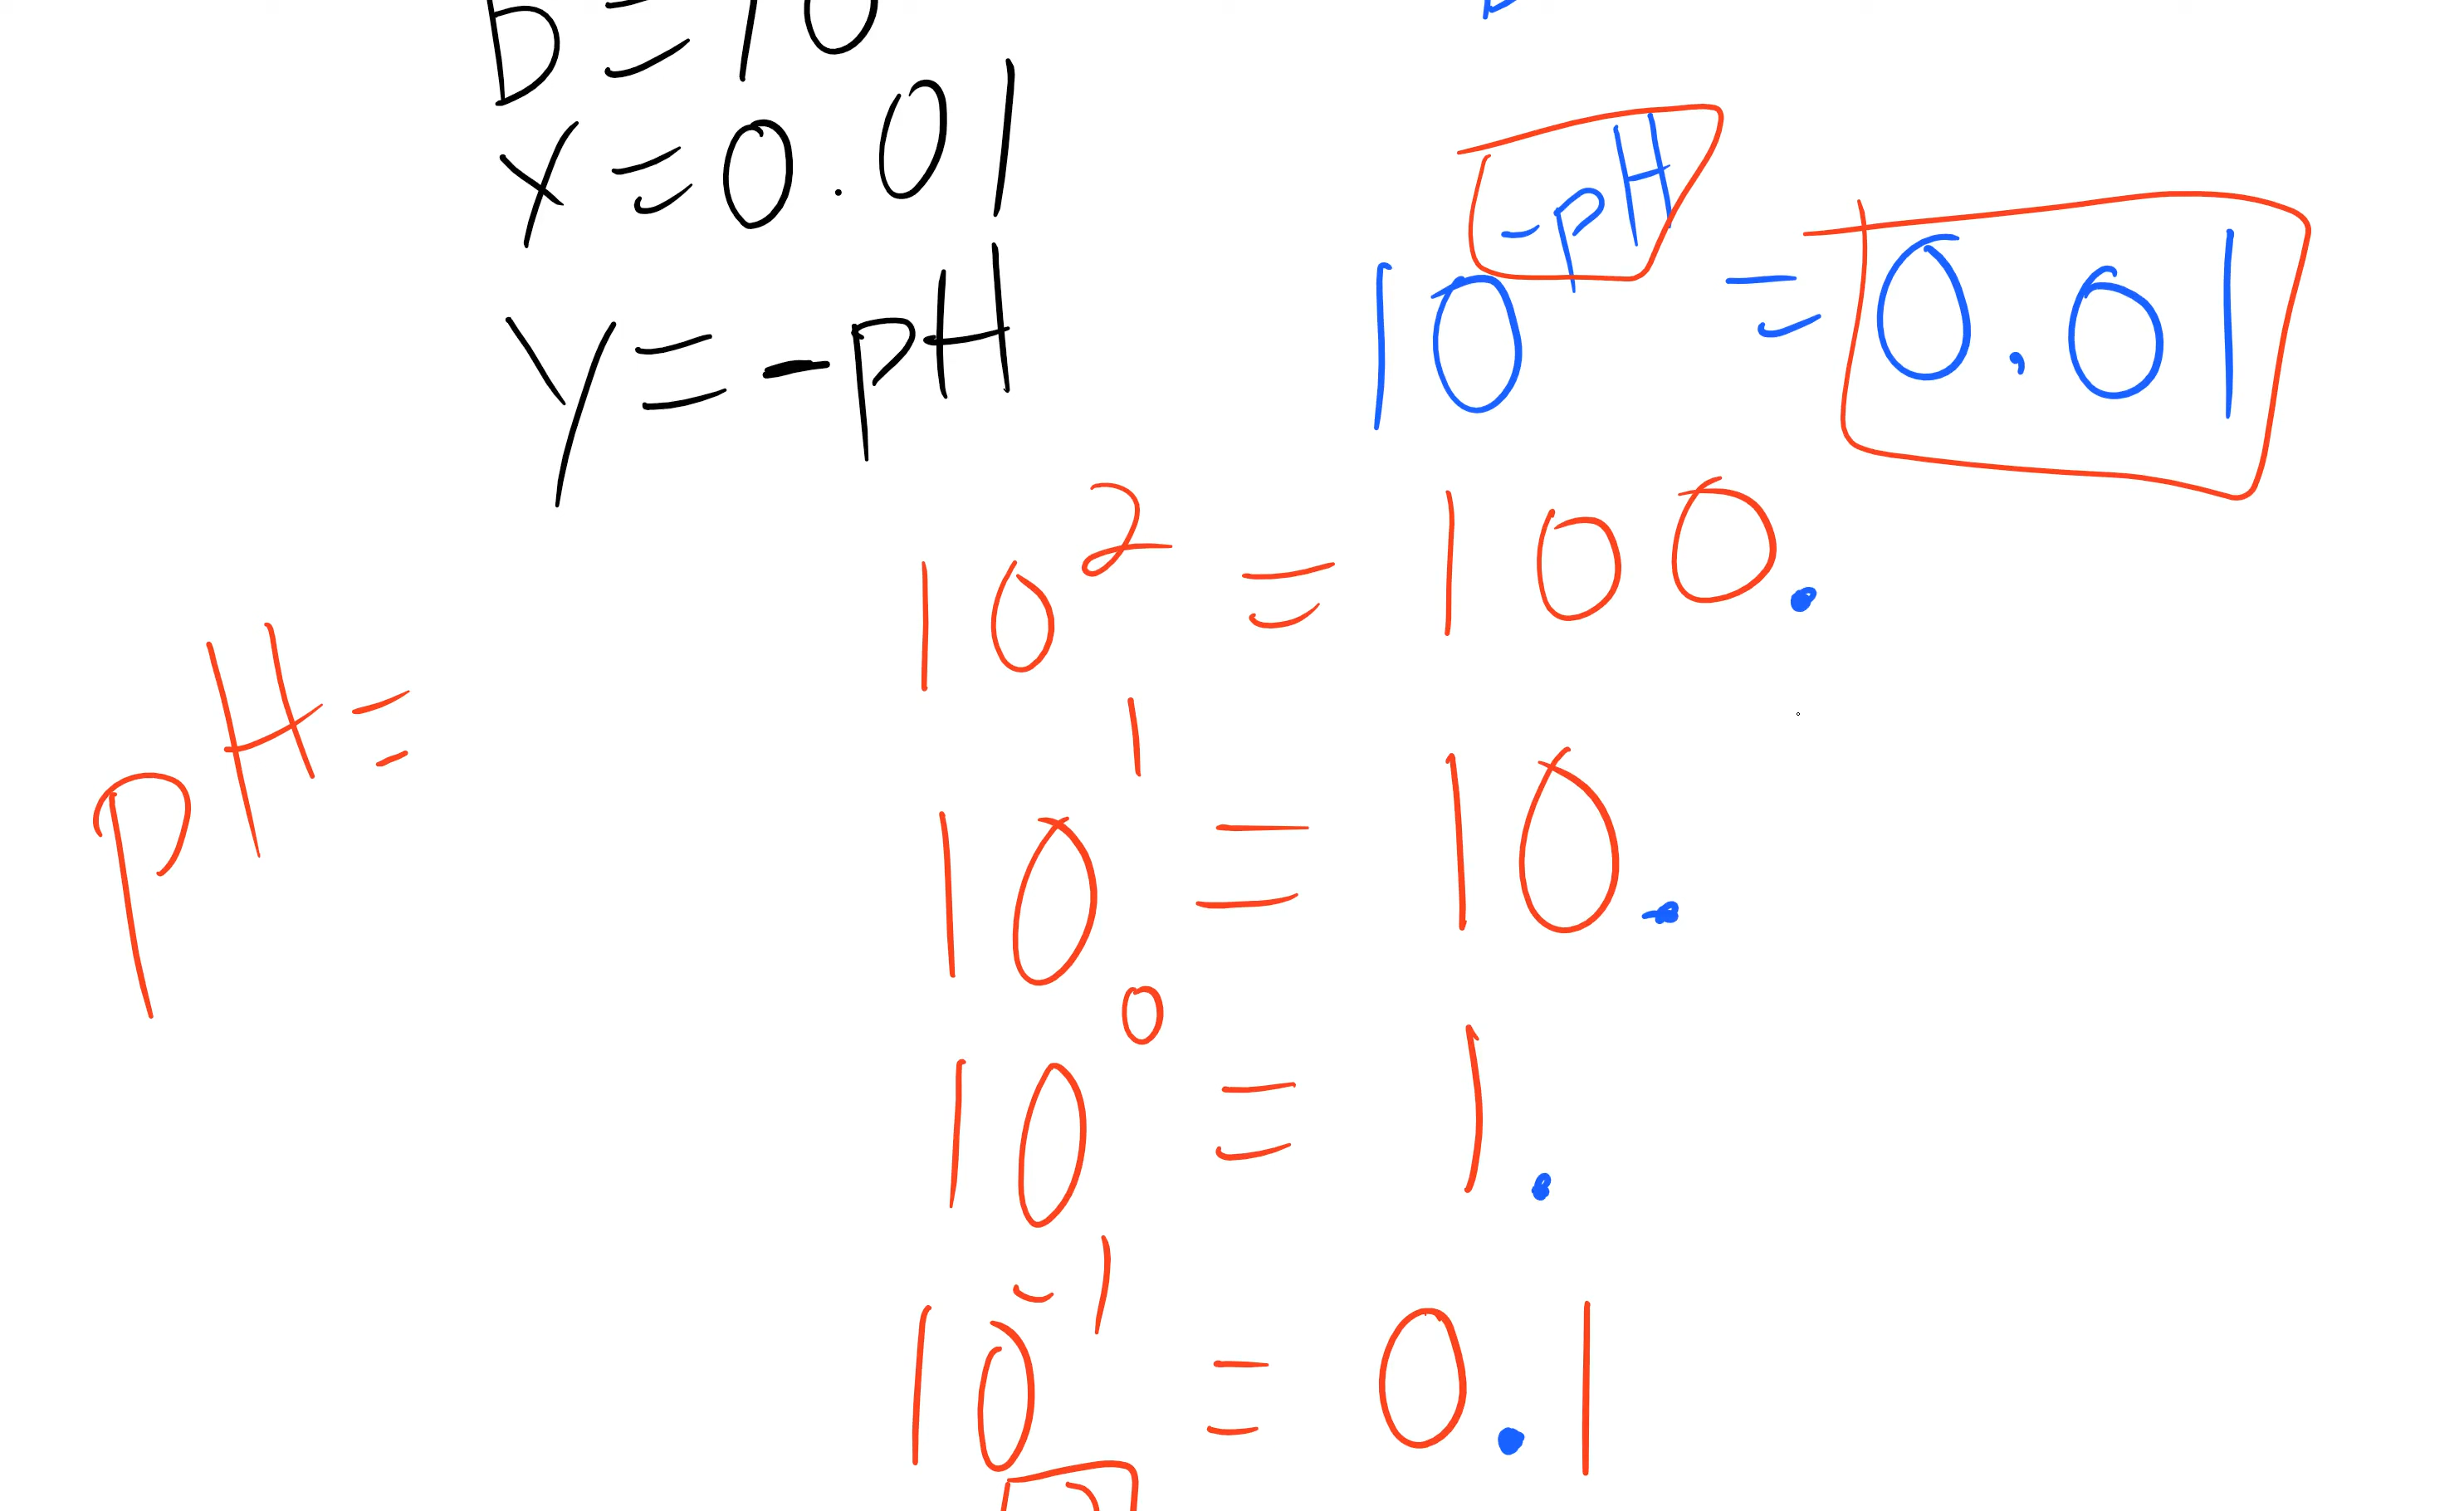 b = 10
x = 0.01
y = -pH
10^-pH = 0.01
10^2 = 100.
pH =
10^1 = 10.
10^0 = 1.
10^-1 = 0.1